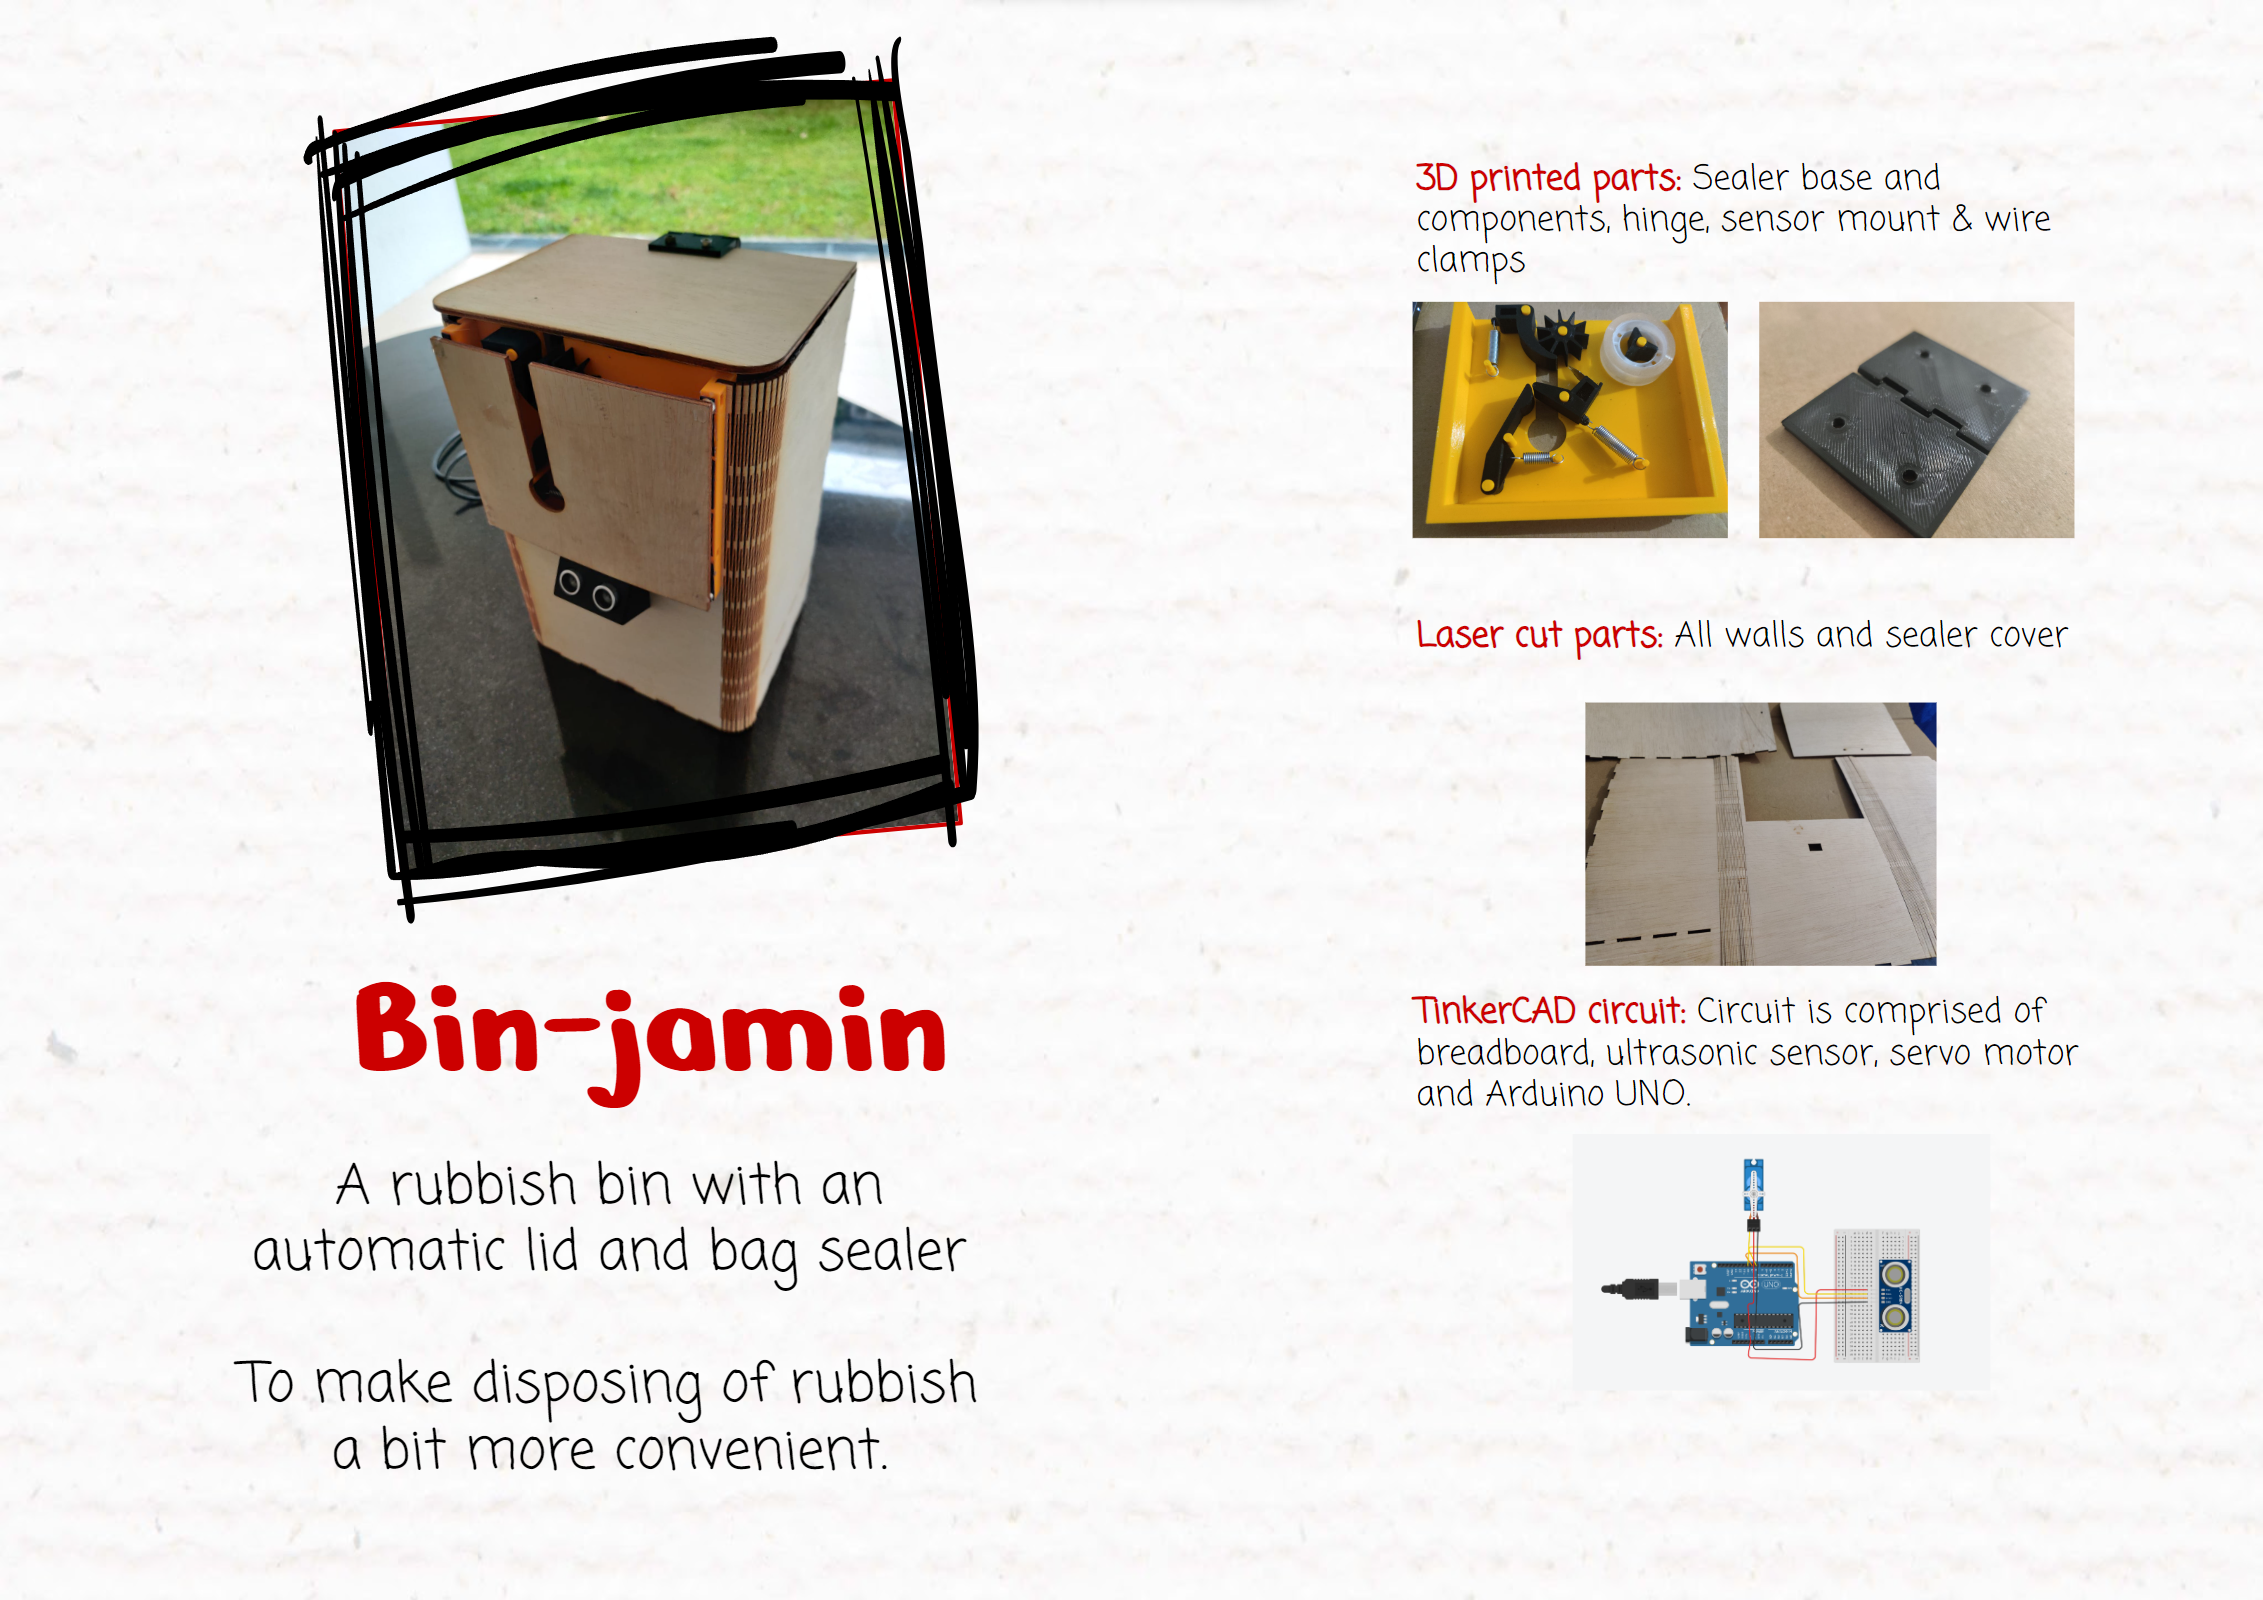 Bin-jamin
A rubbish bin with an
automatic lid and bag sealer
To make disposing of rubbish
a bit more convenient.
3D printed parts: Sealer base and
components, hinge, sensor mount & wire
clamps
Laser cut parts: All walls and sealer cover
TinkerCAD circuit: Circuit is comprised of
breadboard, ultrasonic sensor, servo motor
and Arduino UNO.
UNO